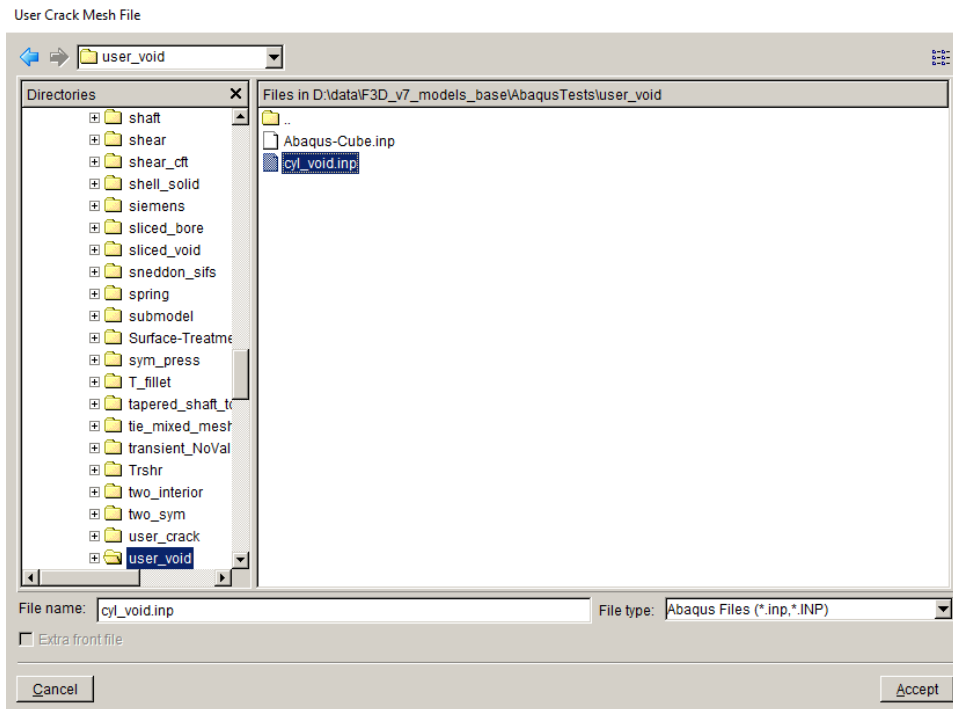 User Crack Mesh File
user_void
Directories
Files in D:\data\F3D_v7_models_base\AbaqusTests\user_void
shaft
shear
shear_cft
shell_solid
siemens
sliced_bore
sliced_void
sneddon_sifs
spring
submodel
Surface-Treatme
sym_press
T_fillet
tapered_shaft_to
tie_mixed_mesh
transient_NoVal
Trshr
two_interior
two_sym
user_crack
user_void
..
Abaqus-Cube.inp
cyl_void.inp
File name: cyl_void.inp File type: Abaqus Files (*.inp,*.INP)
Extra front file
Cancel Accept